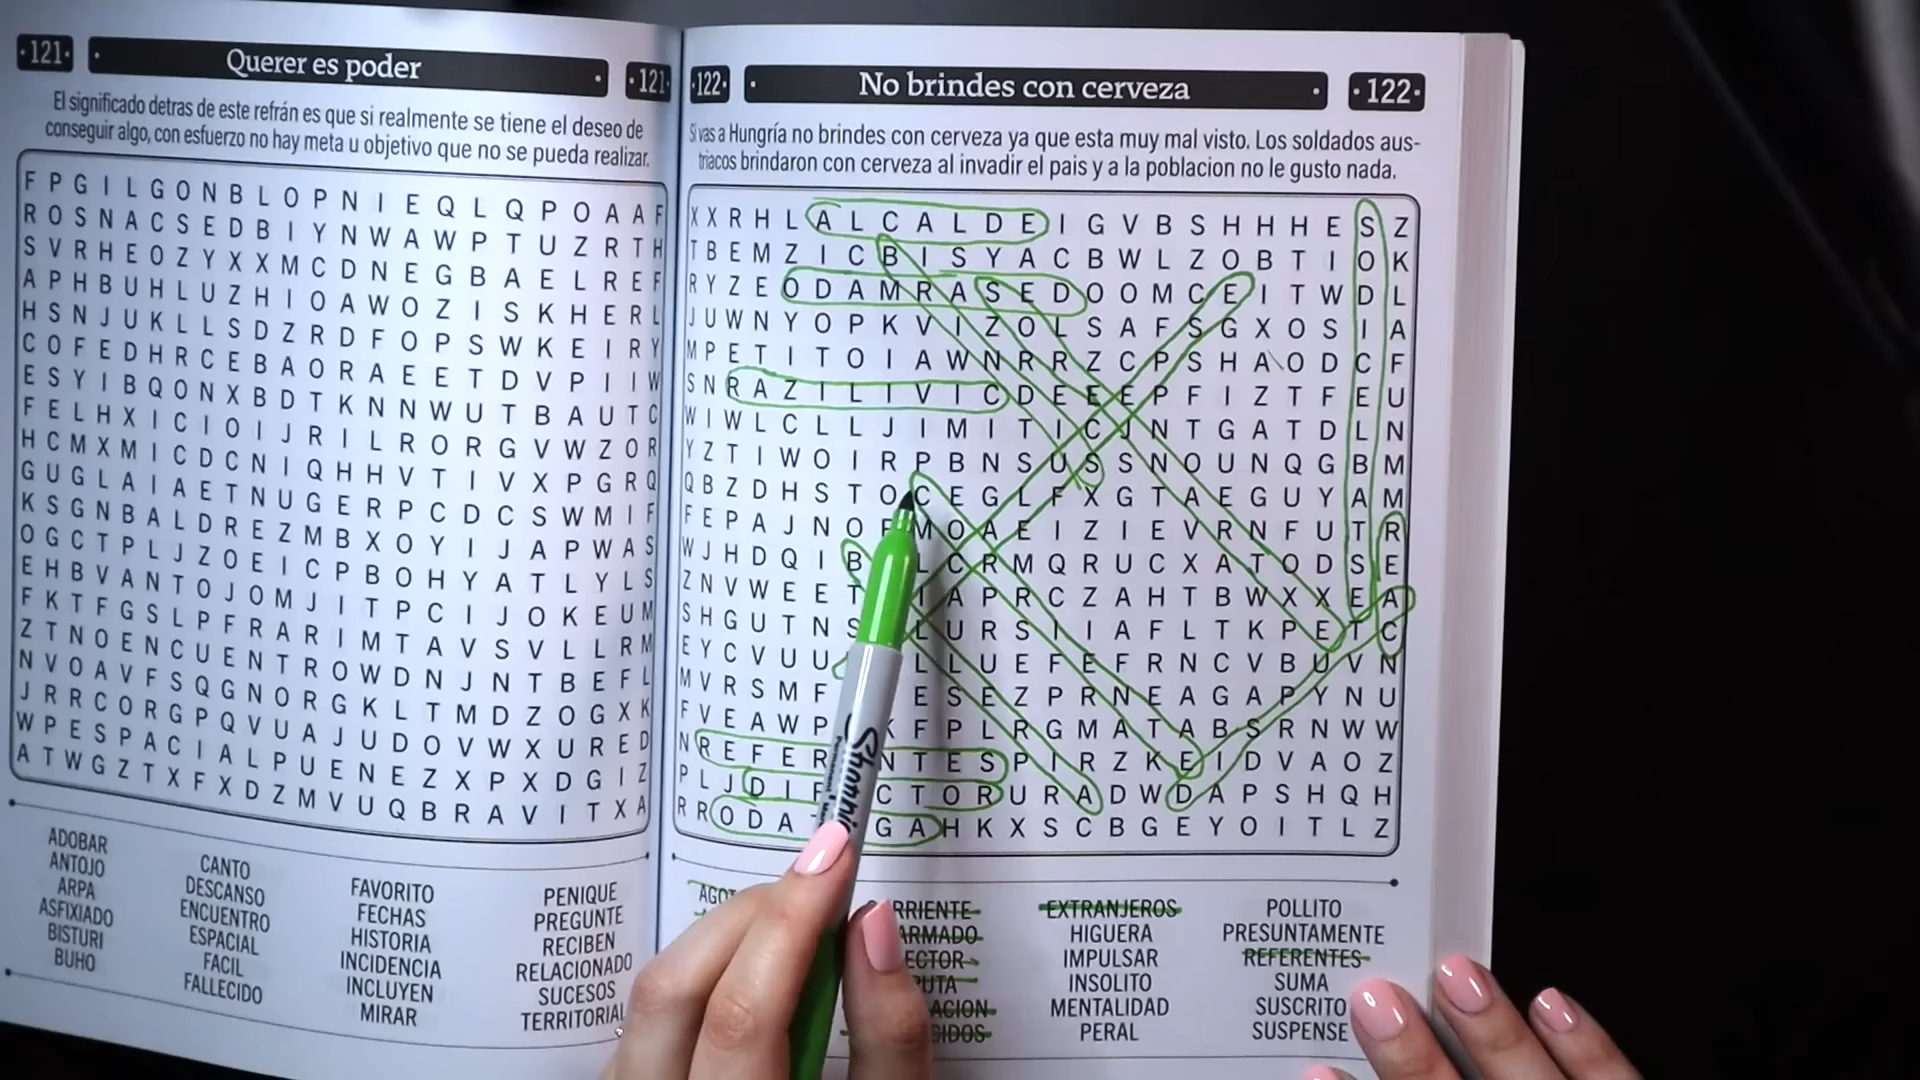 121
Querer es poder
121
El significado detras de este refrán es que si realmente se tiene el deseo de
conseguir algo, con esfuerzo no hay meta u objetivo que no se pueda realizar.
F P G I L G O N B L O P N I E Q L Q P O A A F
R O S N A C S E D B I Y N W A W P T U Z R T H
S V R H E O Z Y X X M C D N E G B A E L R E F
A P H B U H L U Z H I O A W O Z I S K H E R L
H S N J U K L L S D Z R D F O P S W K E I R Y
C O F E D H R C E B A O R A E E T D V P I I W
E S Y I B Q O N X B D T K N N W U T B A U T C
F E L H X I C I O I J R I L R O R G V W Z O R
H C M X M I C D C N I Q H H V T I V X P G R Q
G U G L A I A E T N U G E R P C D C S W M I F
K S G N B A L D R E Z M B X O Y I J A P W A S
O G C T P L J Z O E I C P B O H Y A T L Y L S
E H B V A N T O J O M J I T P C I J O K E U M
F K T F G S L P F R A R I M T A V S V L L R M
Z T N O E N C U E N T R O W D N J N T B E F L
N V O A V F S Q G N O R G K L T M D Z O G X K
J R R C O R G P Q V U A J U D O V W X U R E D
W P E S P A C I A L P U E N E Z X P X D G I Z
A T W G Z T X F X D Z M V U Q B R A V I T X A
ADOBAR
ANTOJO
ARPA
ASFIXIADO
BISTURI
BUHO
CANTO
DESCANSO
ENCUENTRO
ESPACIAL
FACIL
FALLECIDO
FAVORITO
FECHAS
HISTORIA
INCIDENCIA
INCLUYEN
MIRAR
PENIQUE
PREGUNTE
RECIBEN
RELACIONADO
SUCESOS
TERRITORIAL
122
No brindes con cerveza
122
Si vas a Hungría no brindes con cerveza ya que esta muy mal visto. Los soldados aus-
triacos brindaron con cerveza al invadir el pais y a la poblacion no le gusto nada.
X X R H L A L C A L D E I G V B S H H H E S Z
T B E M Z I C B I S Y A C B W L Z O B T I O K
R Y Z E O D A M R A S E D O O M C E I T W D L
J U W N Y O P K V I Z O L S A F S G X O S I A
M P E T I T O I A W N R R Z C P S H A O D C F
S N R A Z I L I V I C D E E E P F I Z T F E U
W I W L C L L J I M I T I C J N T G A T D L N
Y Z T I W O I R P B N S U S S N O U N Q G B M
Q B Z D H S T O C E G L F X G T A E G U Y A M
F E P A J N O F M O A E I Z I E V R N F U T R
W J H D Q I B L C R M Q R U C X A T O D S E
Z N V W E E T I A P R C Z A H T B W X X E A
S H G U T N S L U R S I I A F L T K P E T C
E Y C V U U L L U E F E F R N C V B U V N
M V R S M F E S E Z P R N E A G A P Y N U
F V E A W P K F P L R G M A T A B S R N W W
N R E F E R N T E S P I R Z K E I D V A O Z
P L J D I F C T O R U R A D W D A P S H Q H
R R O D A G A H K X S C B G E Y O I T L Z
EXTRANJEROS
HIGUERA
IMPULSAR
INSOLITO
MENTALIDAD
PERAL
POLLITO
PRESUNTAMENTE
REFERENTES
SUMA
SUSCRITO
SUSPENSE
Sharpie